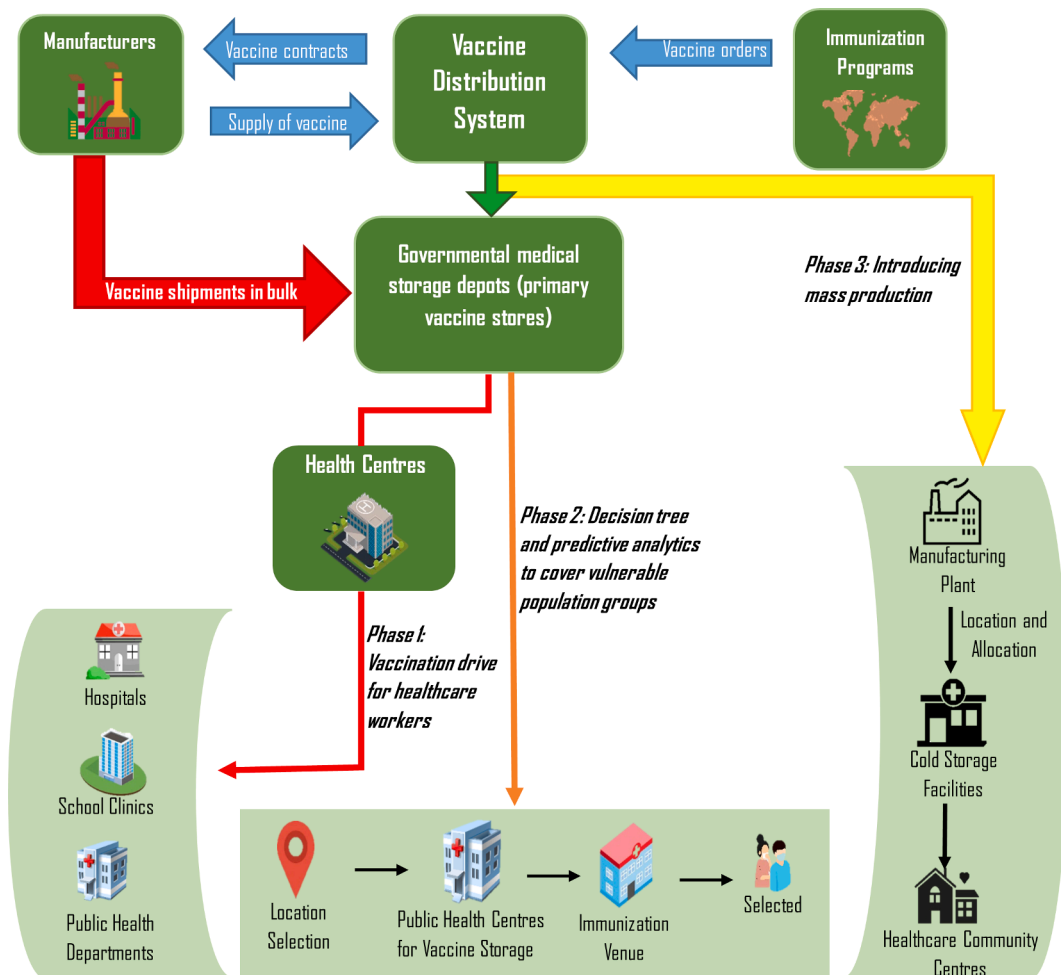 Manufacturers
Vaccine contracts
Supply of vaccine
Vaccine
Distribution
System
Vaccine orders
Immunization
Programs
Vaccine shipments in bulk
Governmental medical
storage depots (primary
vaccine stores)
Phase 3: Introducing
mass production
Health Centres
Phase 1:
Vaccination drive
for healthcare
workers
Phase 2: Decision tree
and predictive analytics
to cover vulnerable
population groups
Hospitals
School Clinics
Public Health
Departments
Location
Selection
Public Health Centres
for Vaccine Storage
Immunization
Venue
Selected
Manufacturing
Plant
Location and
Allocation
Cold Storage
Facilities
Healthcare Community
Centres